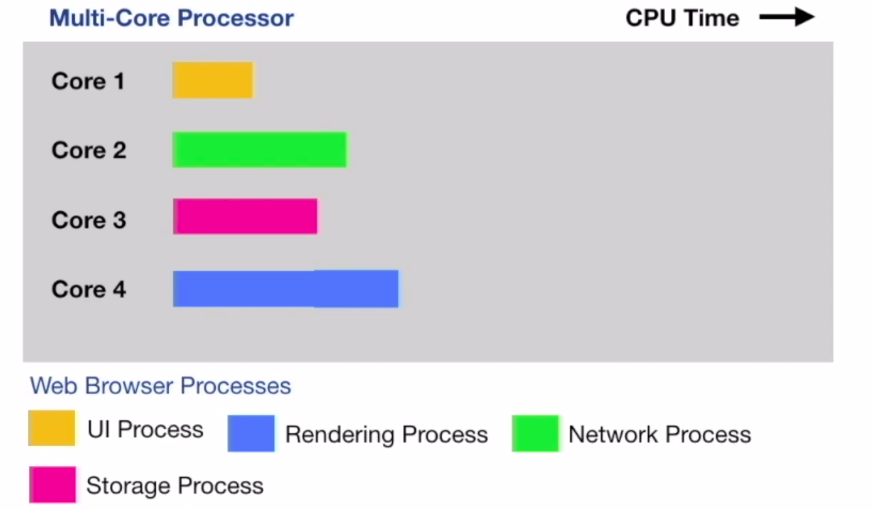 Multi-Core Processor CPU Time
Core 1
Core 2
Core 3
Core 4
Web Browser Processes
UI Process Rendering Process Network Process
Storage Process